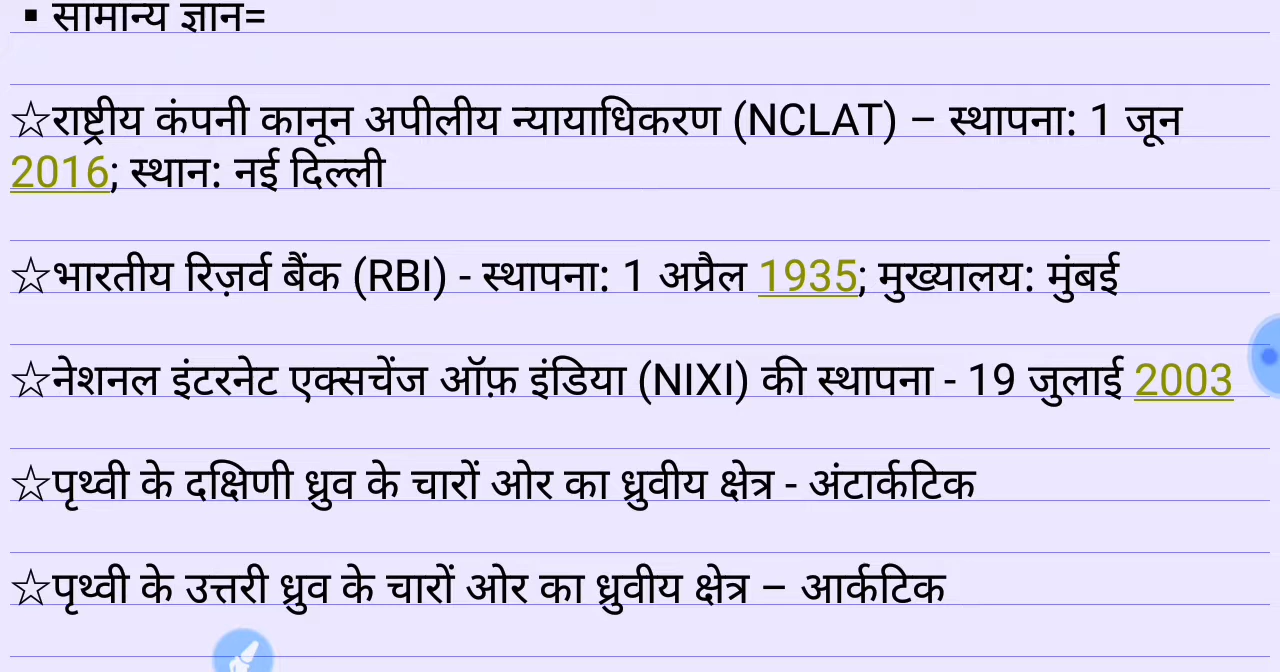 ▪ सामान्य ज्ञान=
☆राष्ट्रीय कंपनी कानून अपीलीय न्यायाधिकरण (NCLAT) – स्थापना: 1 जून
2016; स्थान: नई दिल्ली
☆भारतीय रिज़र्व बैंक (RBI) - स्थापना: 1 अप्रैल 1935; मुख्यालय: मुंबई
☆नेशनल इंटरनेट एक्सचेंज ऑफ़ इंडिया (NIXI) की स्थापना - 19 जुलाई 2003
☆पृथ्वी के दक्षिणी ध्रुव के चारों ओर का ध्रुवीय क्षेत्र - अंटार्कटिक
☆पृथ्वी के उत्तरी ध्रुव के चारों ओर का ध्रुवीय क्षेत्र – आर्कटिक